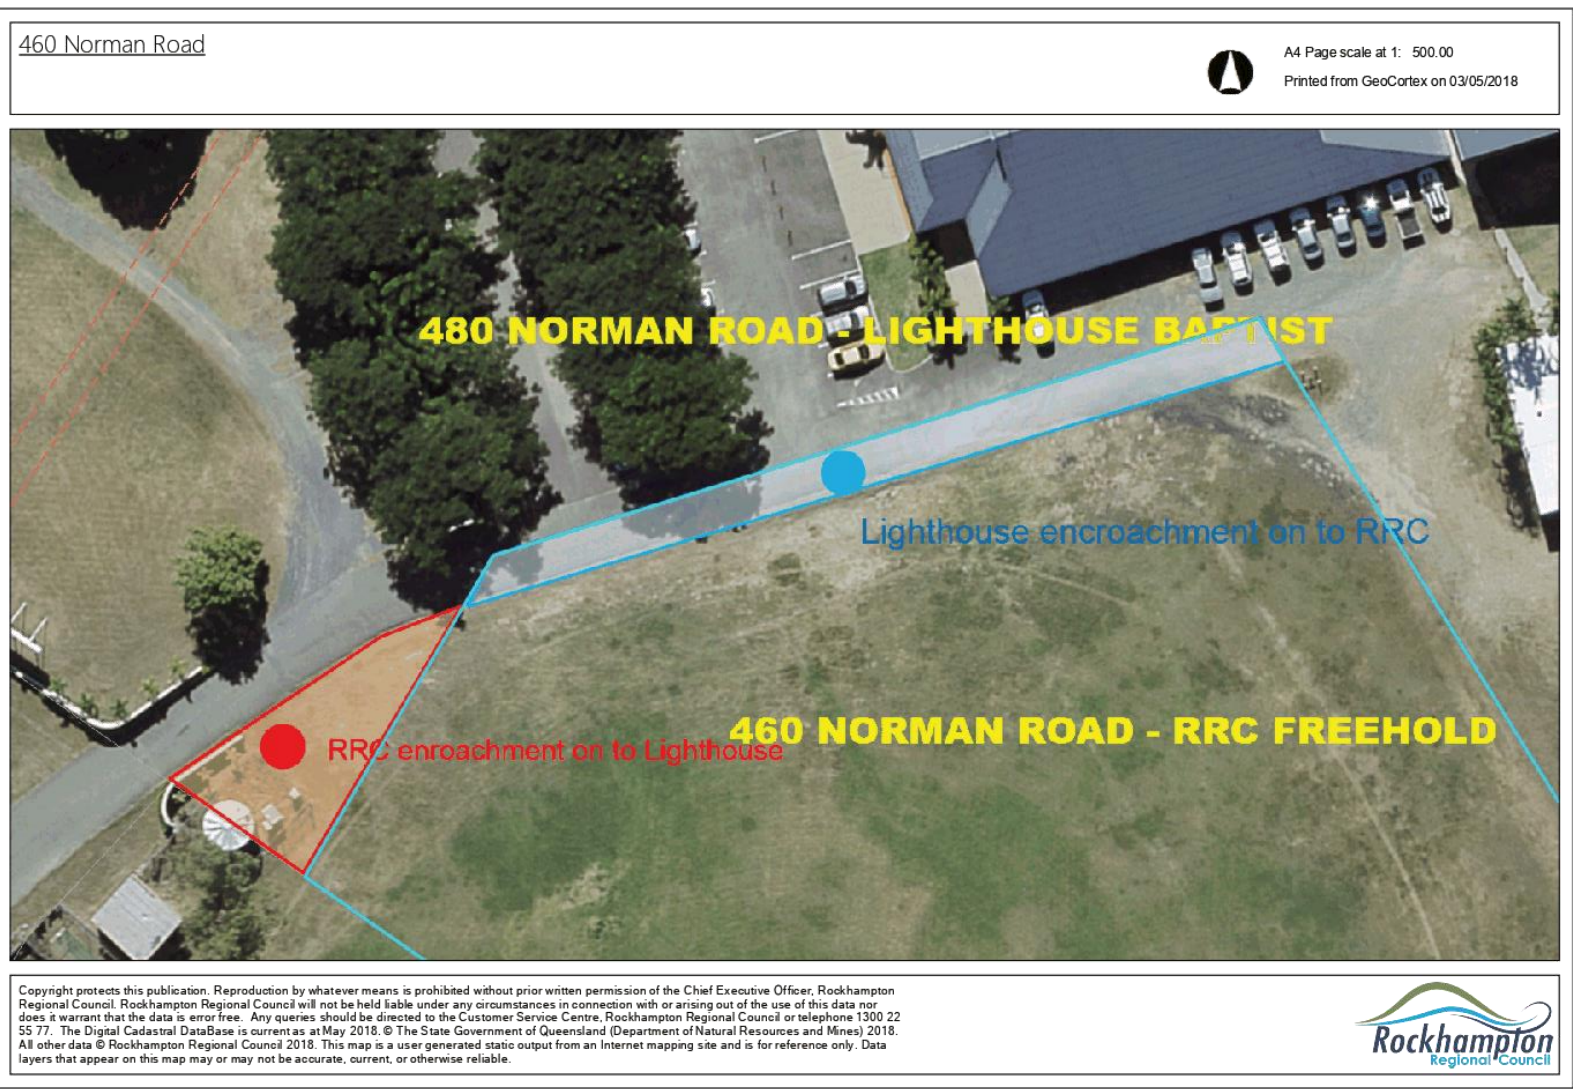 460 Norman Road
A4 Page scale at 1: 500.00
Printed from GeoCortex on 03/05/2018
480 NORMAN ROAD - LIGHTHOUSE BAPTIST
Lighthouse encroachment on to RRC
460 NORMAN ROAD - RRC FREEHOLD
RRC enroachment on to Lighthouse
Copyright protects this publication. Reproduction by whatever means is prohibited without prior written permission of the Chief Executive Officer, Rockhampton
Regional Council. Rockhampton Regional Council will not be held liable under any circumstances in connection with or arising out of the use of this data nor
does it warrant that the data is error free. Any queries should be directed to the Customer Service Centre, Rockhampton Regional Council or telephone 1300 22
55 77. The Digital Cadastral DataBase is current as at May 2018. © The State Government of Queensland (Department of Natural Resources and Mines) 2018.
All other data © Rockhampton Regional Council 2018. This map is a user generated static output from an Internet mapping site and is for reference only. Data
layers that appear on this map may or may not be accurate, current, or otherwise reliable.
Rockhampton
Regional Council